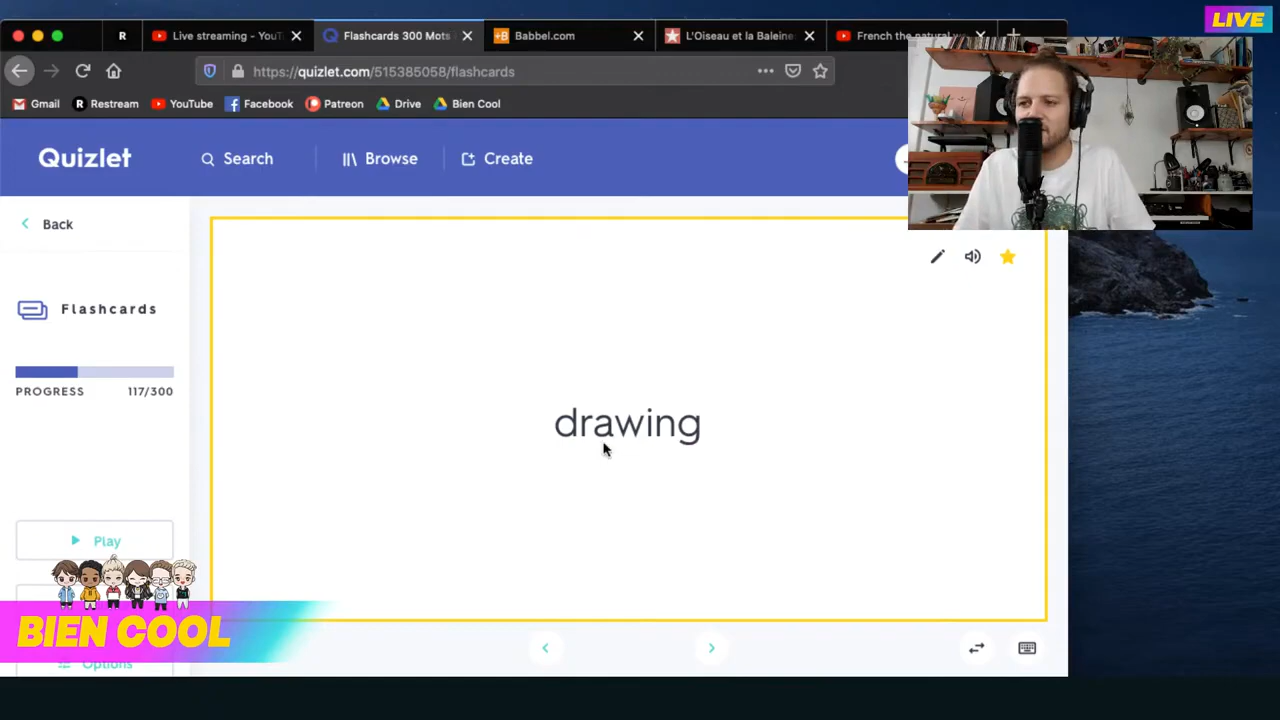 LIVE
R
Live streaming - YouT
Flashcards 300 Mots
+B Babbel.com
L'Oiseau et la Baleine
French the natural w
https://quizlet.com/515385058/flashcards
Gmail
R Restream
YouTube
Facebook
Patreon
Drive
Bien Cool
Quizlet
Search
Browse
Create
Back
Flashcards
PROGRESS 117/300
drawing
Play
BIEN COOL
Options